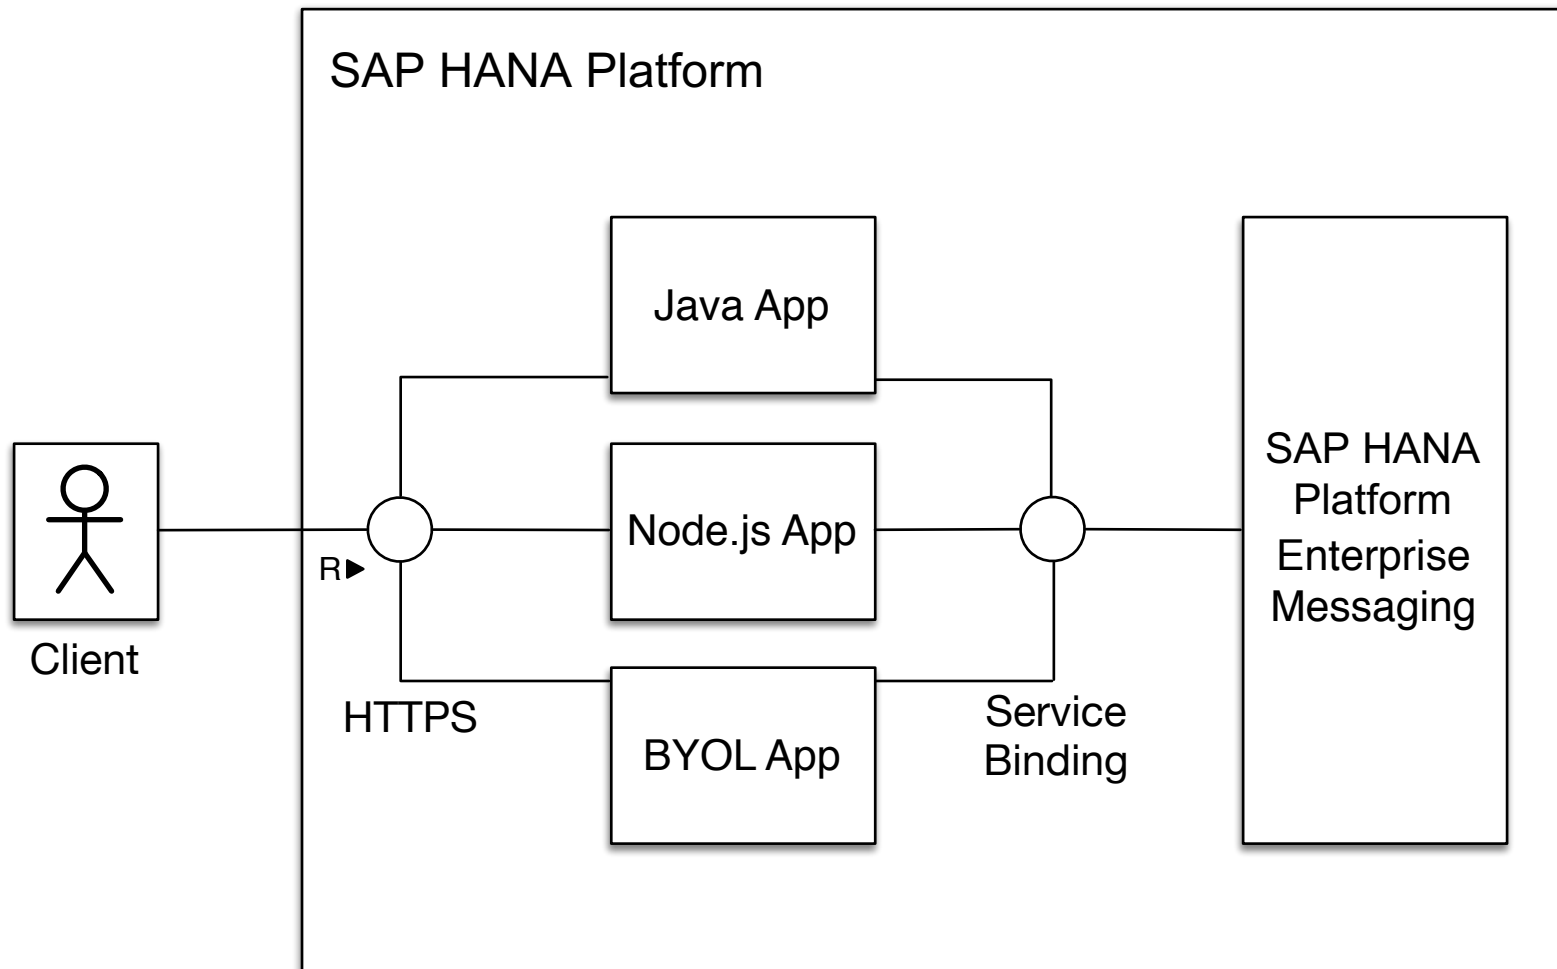 SAP HANA Platform
Java App
Node.js App
BYOL App
Client
R
HTTPS
Service
Binding
SAP HANA
Platform
Enterprise
Messaging